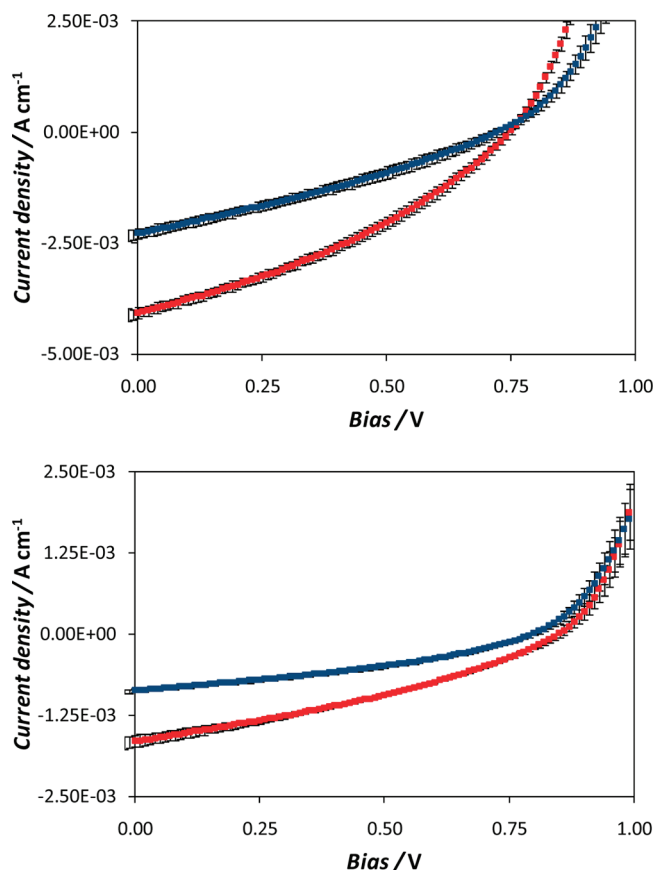 2.50E-03
0.00E+00
-2.50E-03
-5.00E-03
Current density / A cm-1
0.00 0.25 0.50 0.75 1.00
Bias / V
2.50E-03
1.25E-03
0.00E+00
-1.25E-03
-2.50E-03
Current density / A cm-1
0.00 0.25 0.50 0.75 1.00
Bias / V